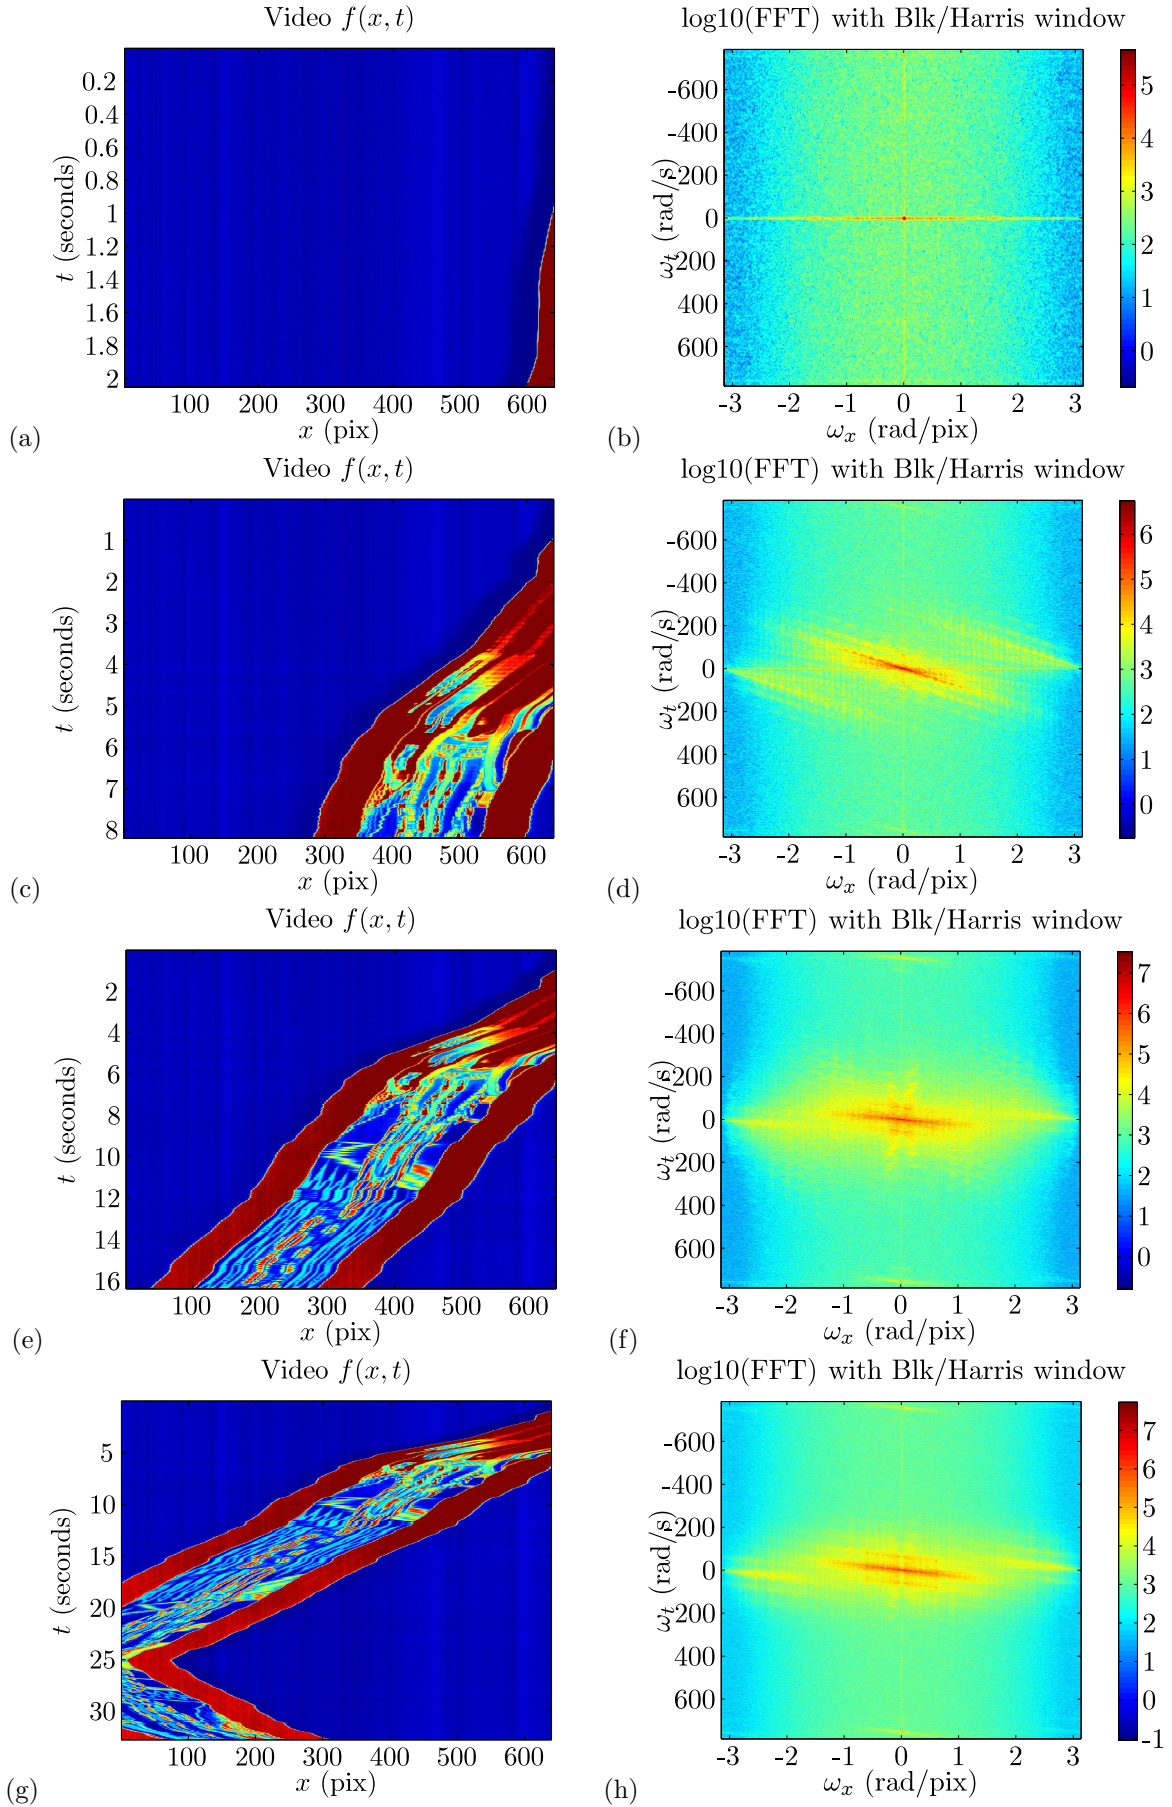 Video f(x, t)
log10(FFT) with Blk/Harris window
0.2
0.4
0.6
0.8
1
1.2
1.4
1.6
1.8
2
t (seconds)
100 200 300 400 500 600
x (pix)
(a)
-600
-400
-200
0
200
400
600
ω_t (rad/s)
-3 -2 -1 0 1 2 3
ω_x (rad/pix)
5
4
3
2
1
0
(b)
Video f(x, t)
log10(FFT) with Blk/Harris window
1
2
3
4
5
6
7
8
t (seconds)
100 200 300 400 500 600
x (pix)
(c)
-600
-400
-200
0
200
400
600
ω_t (rad/s)
-3 -2 -1 0 1 2 3
ω_x (rad/pix)
6
5
4
3
2
1
0
(d)
Video f(x, t)
log10(FFT) with Blk/Harris window
2
4
6
8
10
12
14
16
t (seconds)
100 200 300 400 500 600
x (pix)
(e)
-600
-400
-200
0
200
400
600
ω_t (rad/s)
-3 -2 -1 0 1 2 3
ω_x (rad/pix)
7
6
5
4
3
2
1
0
(f)
Video f(x, t)
log10(FFT) with Blk/Harris window
5
10
15
20
25
30
t (seconds)
100 200 300 400 500 600
x (pix)
(g)
-600
-400
-200
0
200
400
600
ω_t (rad/s)
-3 -2 -1 0 1 2 3
ω_x (rad/pix)
7
6
5
4
3
2
1
0
-1
(h)